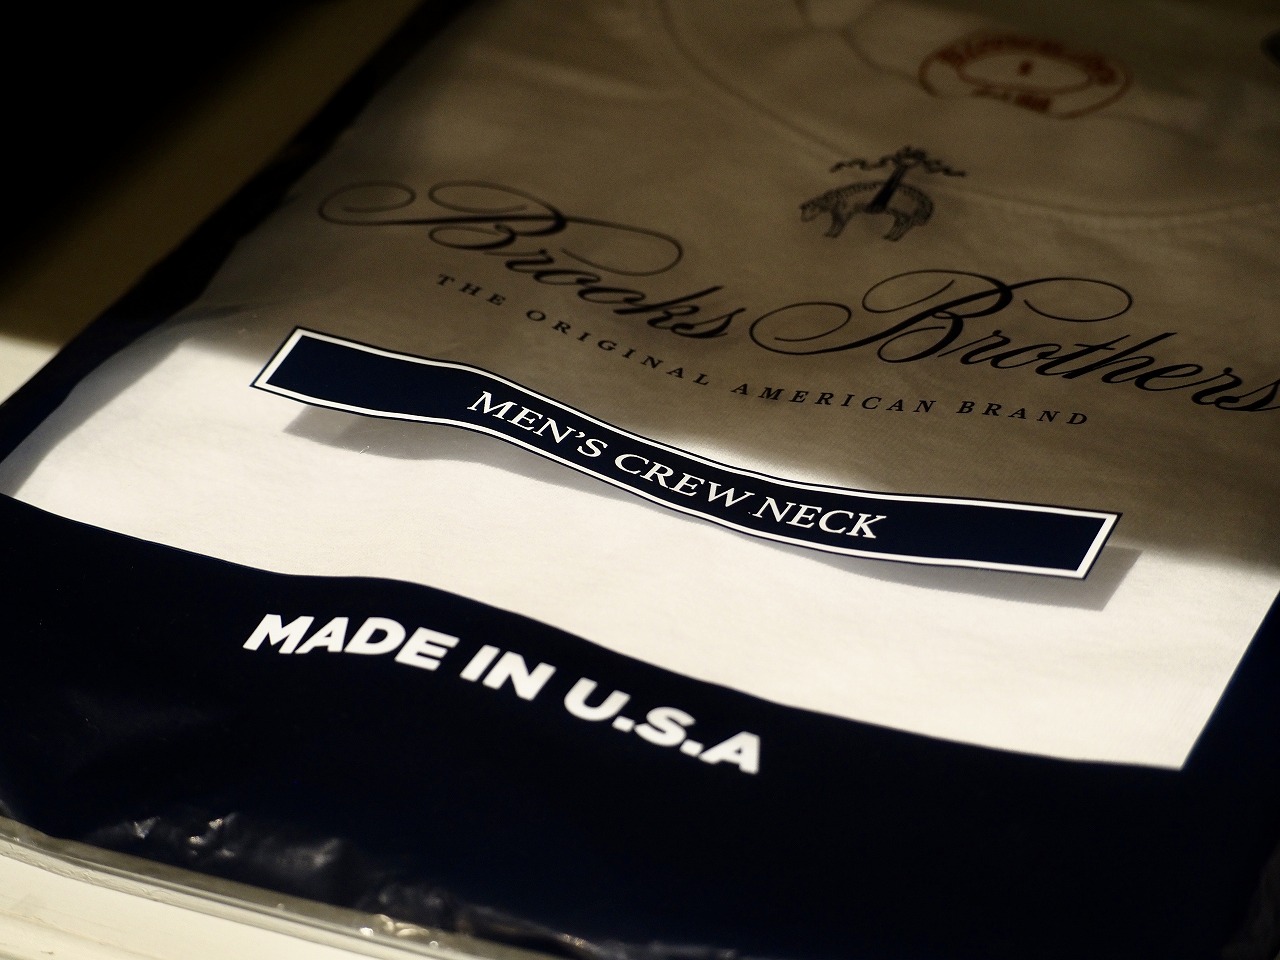 Brooks Brothers
THE ORIGINAL AMERICAN BRAND
MEN'S CREW NECK
MADE IN U.S.A